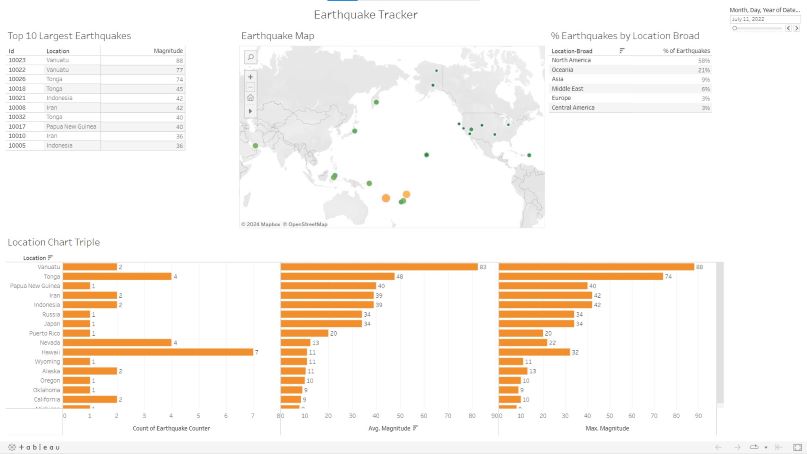 Earthquake Tracker
Month, Day, Year of Date...
July 11, 2022
Top 10 Largest Earthquakes
Id Location Magnitude
10023 Vanuatu 88
10022 Vanuatu 77
10026 Tonga 74
10018 Tonga 45
10021 Indonesia 42
10008 Iran 42
10032 Tonga 40
10017 Papua New Guinea 40
10010 Iran 36
10005 Indonesia 36
Earthquake Map
© 2024 Mapbox © OpenStreetMap
% Earthquakes by Location Broad
Location-Broad % of Earthquakes
North America 58%
Oceania 21%
Asia 9%
Middle East 6%
Europe 3%
Central America 3%
Location Chart Triple
Location
Vanuatu 2 83 88
Tonga 4 48 74
Papua New Guinea 1 40 40
Iran 2 39 42
Indonesia 2 39 42
Russia 1 34 34
Japan 1 34 34
Puerto Rico 1 20 20
Nevada 4 13 22
Hawaii 7 11 32
Wyoming 1 11 11
Alaska 2 11 13
Oregon 1 10 10
Oklahoma 1 9 9
California 2 9 10
0 1 2 3 4 5 6 7 8
0 10 20 30 40 50 60 70 80 90
0 10 20 30 40 50 60 70 80 90
Count of Earthquake Counter
Avg. Magnitude
Max. Magnitude
+ a b l e a u